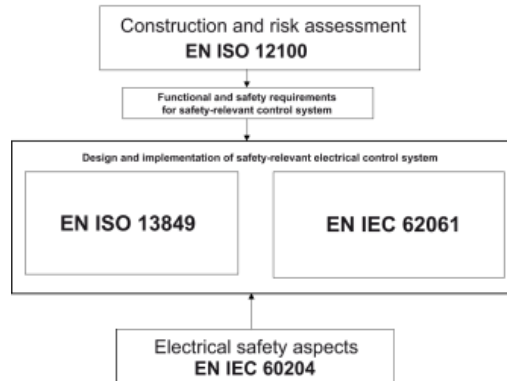 Construction and risk assessment
EN ISO 12100
Functional and safety requirements
for safety-relevant control system
Design and implementation of safety-relevant electrical control system
EN ISO 13849
EN IEC 62061
Electrical safety aspects
EN IEC 60204